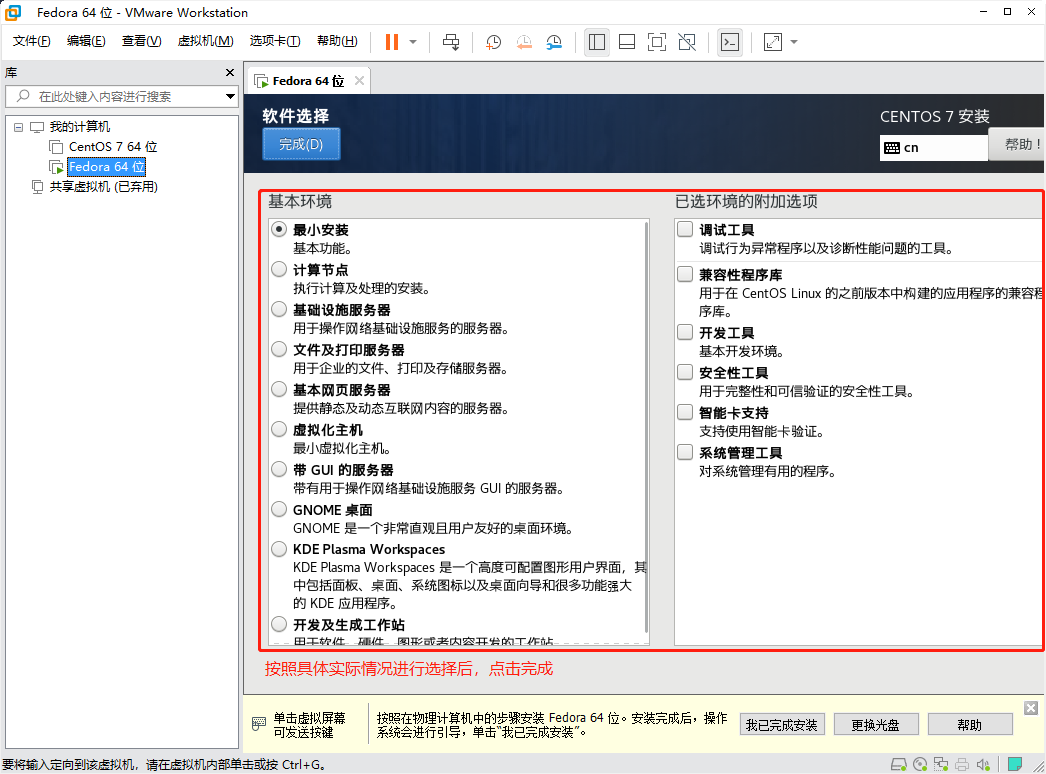 Fedora 64 位 - VMware Workstation
文件(F) 编辑(E) 查看(V) 虚拟机(M) 选项卡(T) 帮助(H)
库
在此处键入内容进行搜索
我的计算机
CentOS 7 64 位
Fedora 64 位
共享虚拟机 (已弃用)
Fedora 64 位
软件选择
完成(D)
CENTOS 7 安装
cn
帮助！
基本环境
最小安装
基本功能。
计算节点
执行计算及处理的安装。
基础设施服务器
用于操作网络基础设施服务的服务器。
文件及打印服务器
用于企业的文件、打印及存储服务器。
基本网页服务器
提供静态及动态互联网内容的服务器。
虚拟化主机
最小虚拟化主机。
带 GUI 的服务器
带有用于操作网络基础设施服务 GUI 的服务器。
GNOME 桌面
GNOME 是一个非常直观且用户友好的桌面环境。
KDE Plasma Workspaces
KDE Plasma Workspaces 是一个高度可配置图形用户界面，其
中包括面板、桌面、系统图标以及桌面向导和很多功能强大
的 KDE 应用程序。
开发及生成工作站
用于软件、硬件、图形或者内容开发的工作站
已选环境的附加选项
调试工具
调试行为异常程序以及诊断性能问题的工具。
兼容性程序库
用于在 CentOS Linux 的之前版本中构建的应用程序的兼容程
序库。
开发工具
基本开发环境。
安全性工具
用于完整性和可信验证的安全性工具。
智能卡支持
支持使用智能卡验证。
系统管理工具
对系统管理有用的程序。
按照具体实际情况进行选择后，点击完成
单击虚拟屏幕
可发送按键
按照在物理计算机中的步骤安装 Fedora 64 位。安装完成后，操作
系统会进行引导，单击“我已完成安装”。
我已完成安装
更换光盘
帮助
要将输入定向到该虚拟机，请在虚拟机内部单击或按 Ctrl+G。